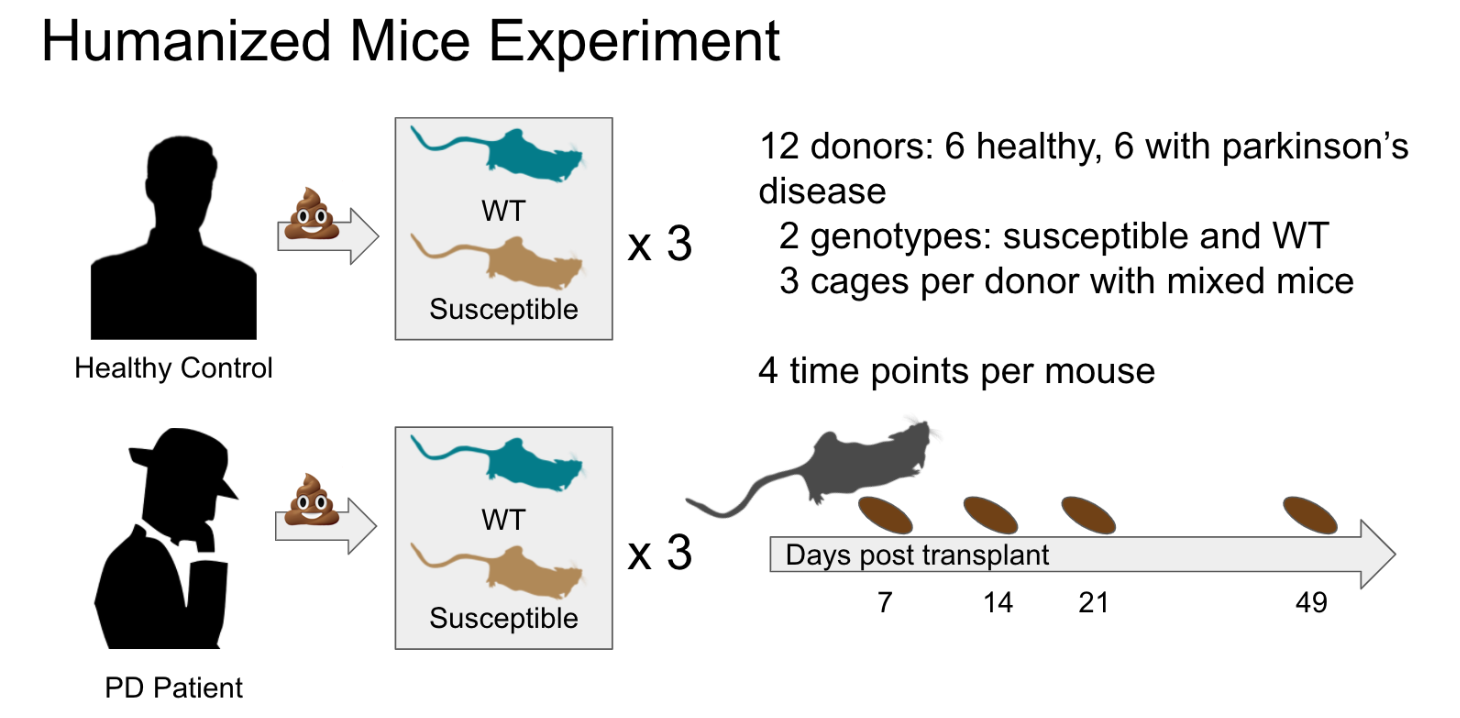 Humanized Mice Experiment
WT
Susceptible
x 3
Healthy Control
12 donors: 6 healthy, 6 with parkinson’s
disease
2 genotypes: susceptible and WT
3 cages per donor with mixed mice
4 time points per mouse
WT
Susceptible
x 3
PD Patient
Days post transplant
7 14 21 49